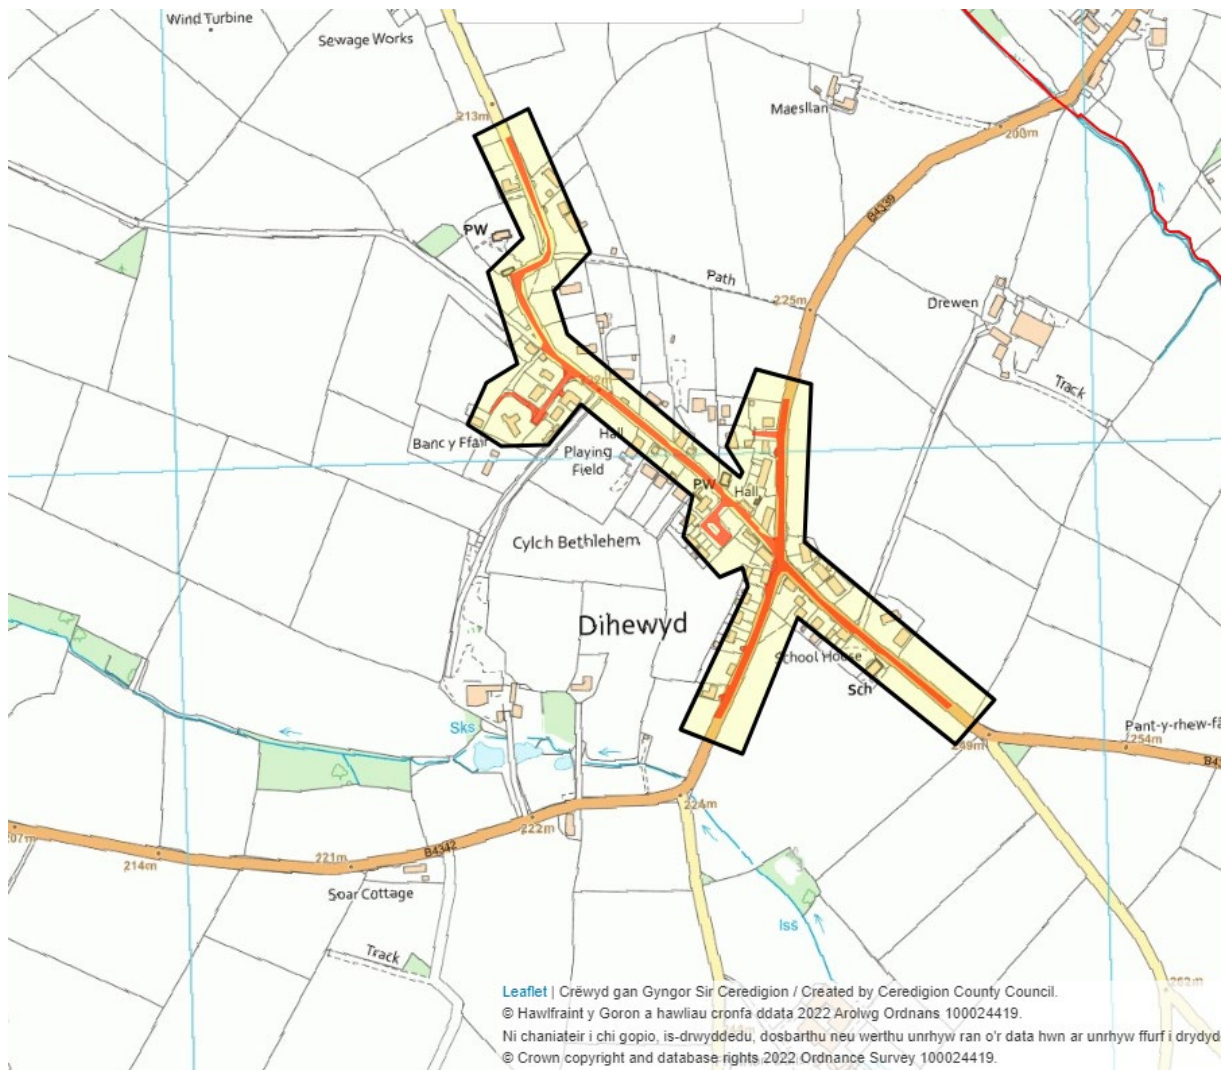 Wind Turbine
Sewage Works
213m
Maesllan
200m
B4339
PW
Path
225m
Drewen
Track
Banc y Ffair
Hall
Playing
Field
PW
Hall
Cylch Bethlehem
Dihewyd
School House
Sch
Sks
249m
Pant-y-rhew-fa
254m
224m
222m
B4342
221m
214m
Soar Cottage
Iss
Track
262m
Leaflet | Crëwyd gan Gyngor Sir Ceredigion / Created by Ceredigion County Council.
© Hawlfraint y Goron a hawliau cronfa ddata 2022 Arolwg Ordnans 100024419.
Ni chaniateir i chi gopio, is-drwyddedu, dosbarthu neu werthu unrhyw ran o'r data hwn ar unrhyw ffurf i drydyd
© Crown copyright and database rights 2022 Ordnance Survey 100024419.